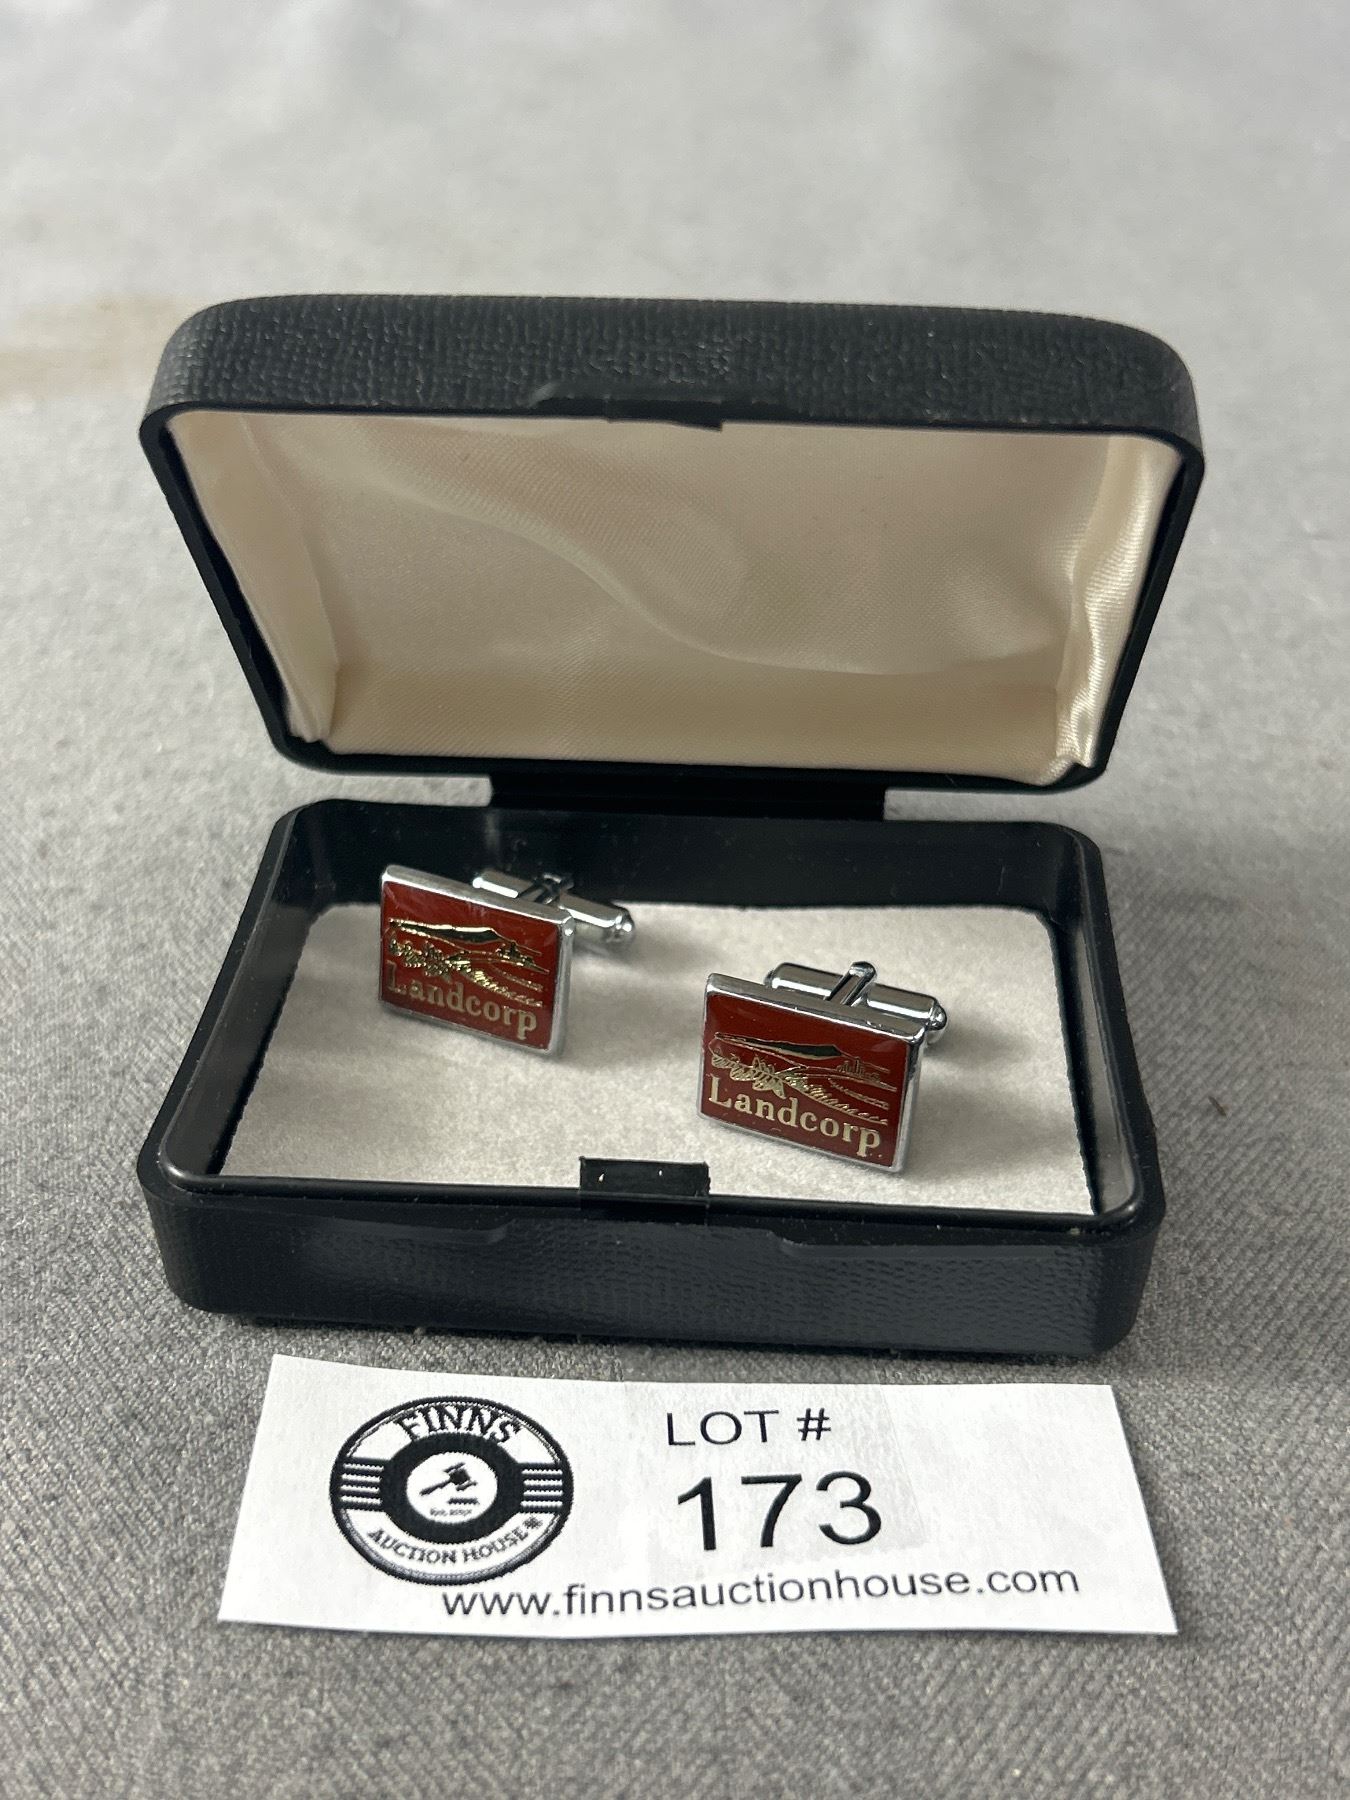 Landcorp
Landcorp
FINNS
AUCTION HOUSE
LOT #
173
www.finnsauctionhouse.com